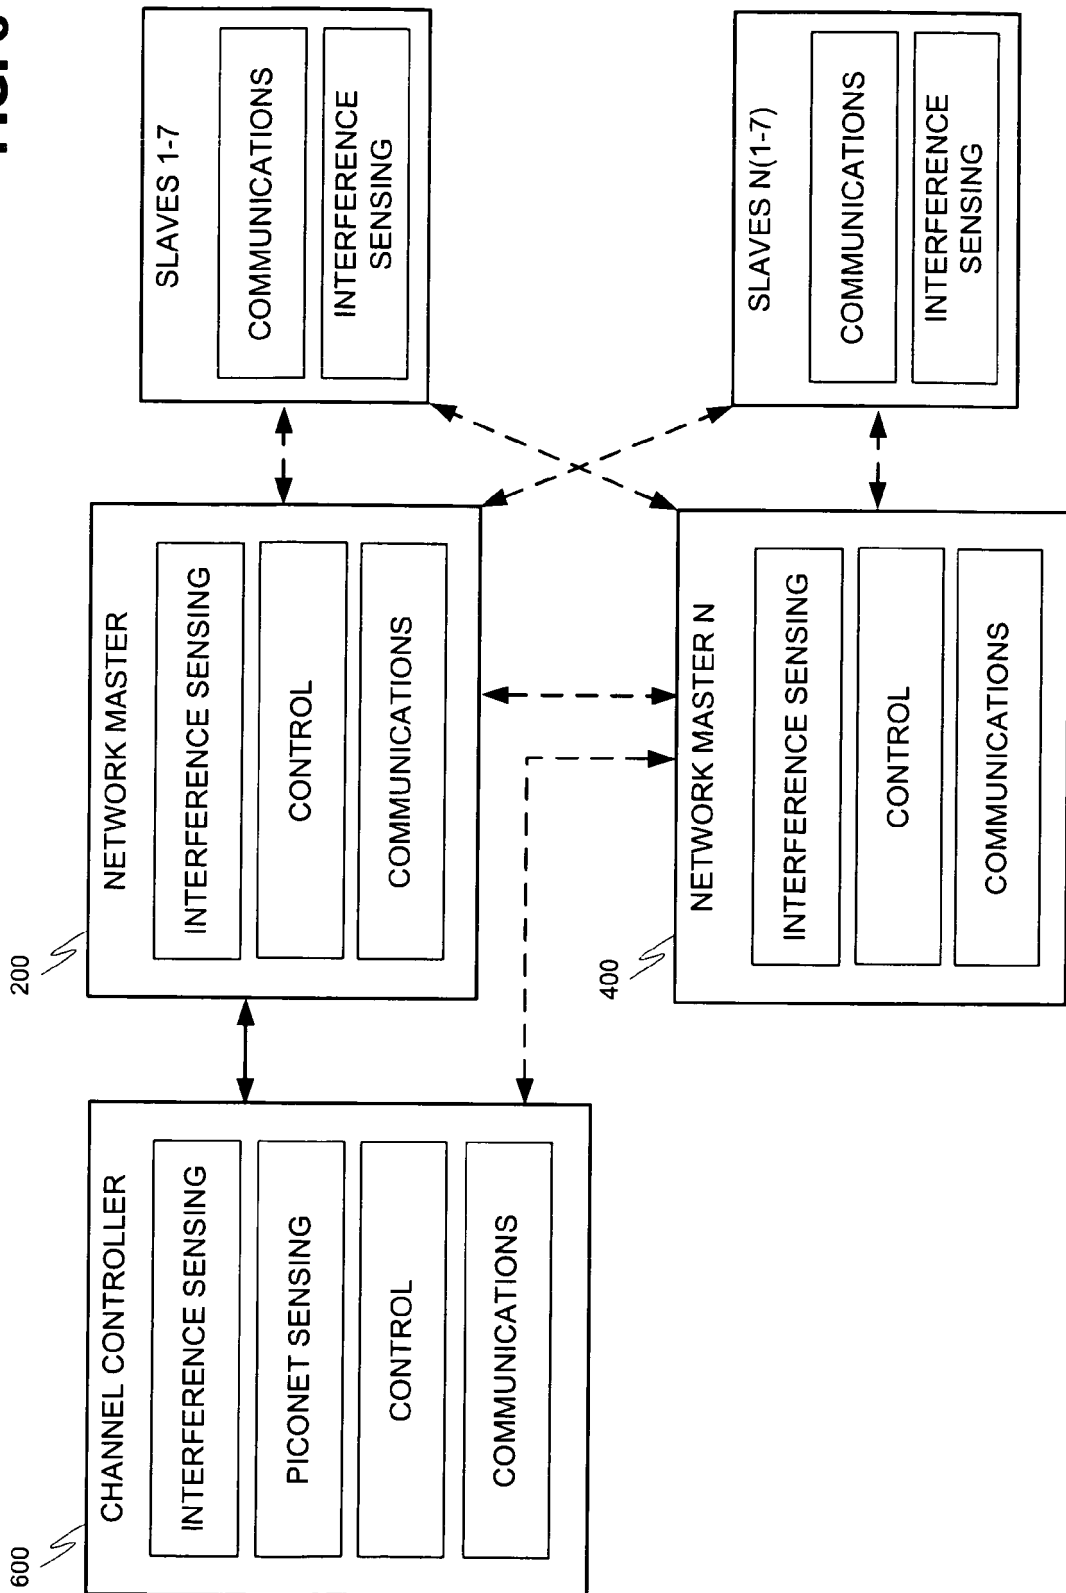 600
CHANNEL CONTROLLER
INTERFERENCE SENSING
PICONET SENSING
CONTROL
COMMUNICATIONS
200
NETWORK MASTER
INTERFERENCE SENSING
CONTROL
COMMUNICATIONS
SLAVES 1-7
COMMUNICATIONS
INTERFERENCE
SENSING
400
NETWORK MASTER N
INTERFERENCE SENSING
CONTROL
COMMUNICATIONS
SLAVES N(1-7)
COMMUNICATIONS
INTERFERENCE
SENSING